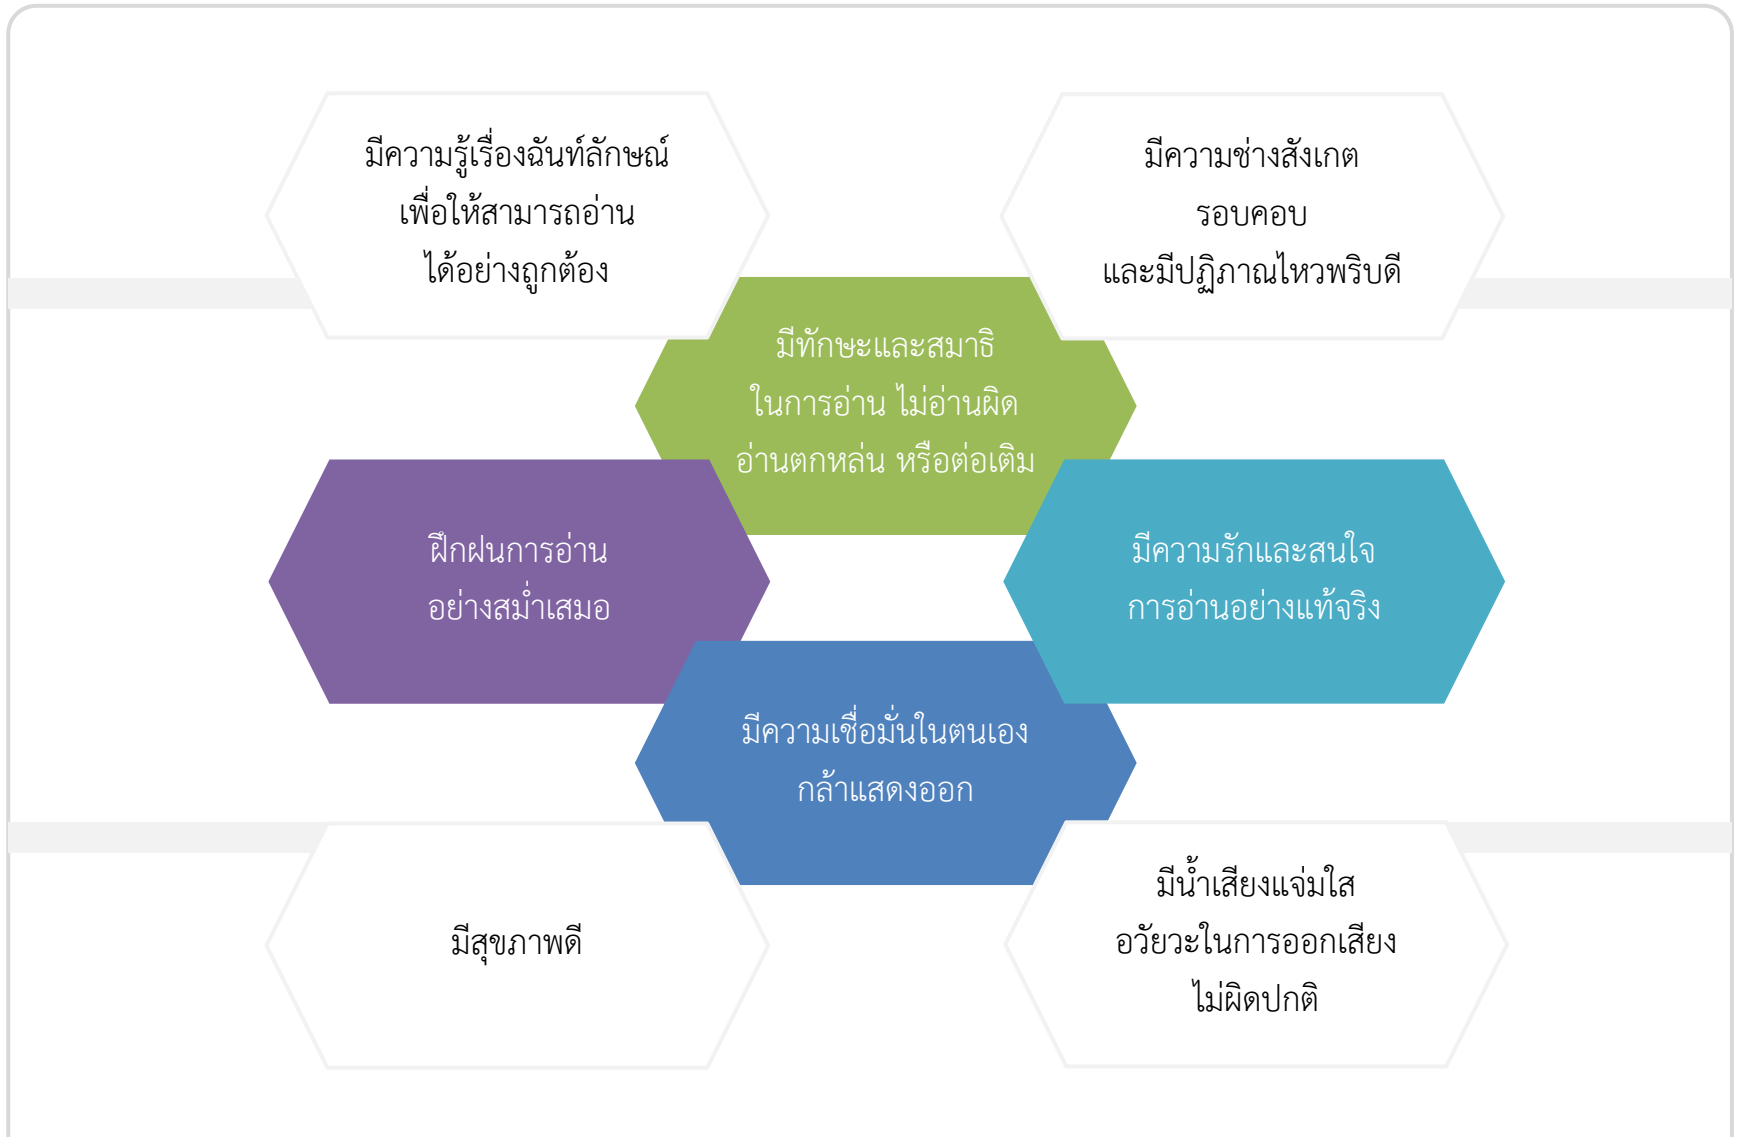 มีความรู้เรื่องฉันท์ลักษณ์
เพื่อให้สามารถอ่าน
ได้อย่างถูกต้อง
มีความช่างสังเกต
รอบคอบ
และมีปฏิภาณไหวพริบดี
มีทักษะและสมาธิ
ในการอ่าน ไม่อ่านผิด
อ่านตกหล่น หรือต่อเติม
ฝึกฝนการอ่าน
อย่างสม่ำเสมอ
มีความรักและสนใจ
การอ่านอย่างแท้จริง
มีความเชื่อมั่นในตนเอง
กล้าแสดงออก
มีสุขภาพดี
มีน้ำเสียงแจ่มใส
อวัยวะในการออกเสียง
ไม่ผิดปกติ